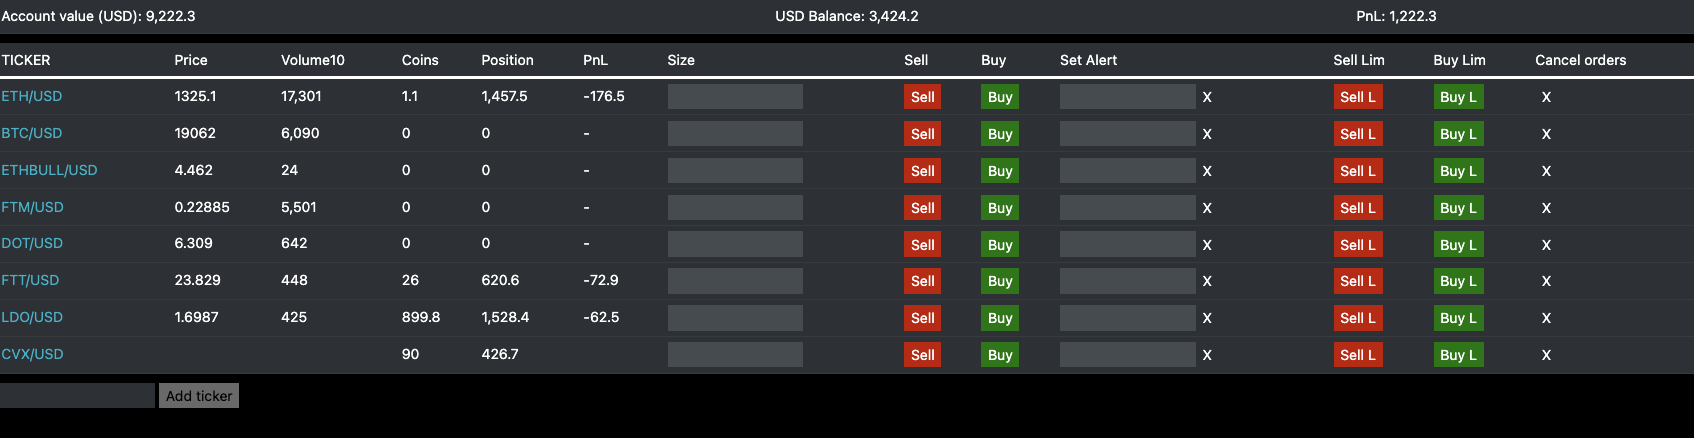 Account value (USD): 9,222.3 USD Balance: 3,424.2 PnL: 1,222.3
TICKER Price Volume10 Coins Position PnL Size Sell Buy Set Alert Sell Lim Buy Lim Cancel orders
ETH/USD 1325.1 17,301 1.1 1,457.5 -176.5 Sell Buy X Sell L Buy L X
BTC/USD 19062 6,090 0 0 - Sell Buy X Sell L Buy L X
ETHBULL/USD 4.462 24 0 0 - Sell Buy X Sell L Buy L X
FTM/USD 0.22885 5,501 0 0 - Sell Buy X Sell L Buy L X
DOT/USD 6.309 642 0 0 - Sell Buy X Sell L Buy L X
FTT/USD 23.829 448 26 620.6 -72.9 Sell Buy X Sell L Buy L X
LDO/USD 1.6987 425 899.8 1,528.4 -62.5 Sell Buy X Sell L Buy L X
CVX/USD 90 426.7 Sell Buy X Sell L Buy L X
Add ticker